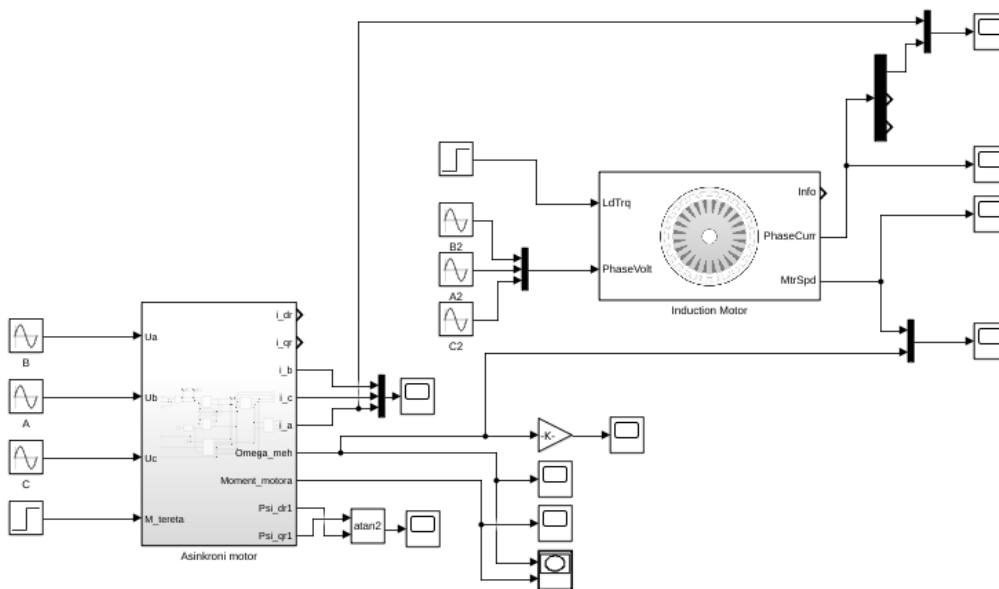 LdTrq
Info
PhaseCurr
PhaseVolt
MtrSpd
Induction Motor
B2
A2
C2
B
A
C
Ua
Ub
Uc
M_tereta
i_dr
i_qr
i_b
i_c
i_a
Omega_meh
Moment_motora
Psi_dr1
Psi_qr1
Asinkroni motor
-K-
atan2